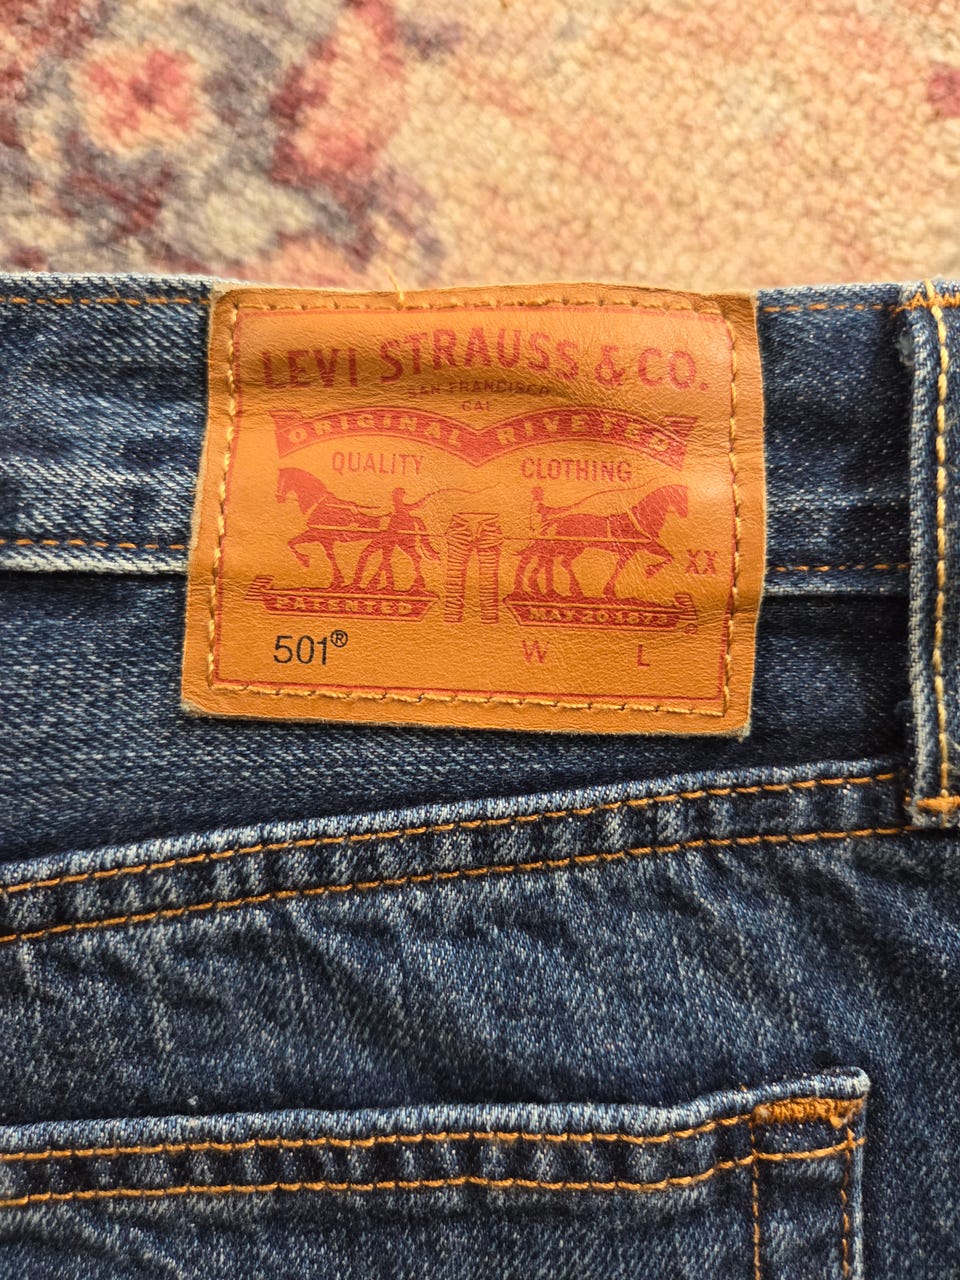 LEVI STRAUSS & CO.
SAN FRANCISCO
CAL
ORIGINAL RIVETED
QUALITY CLOTHING
XX
PATENTED MAY 20 1873
501® W L